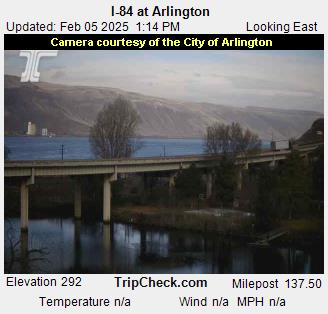 I-84 at Arlington
Updated: Feb 05 2025 1:14 PM Looking East
Camera courtesy of the City of Arlington
Elevation 292 TripCheck.com Milepost 137.50
Temperature n/a Wind n/a MPH n/a